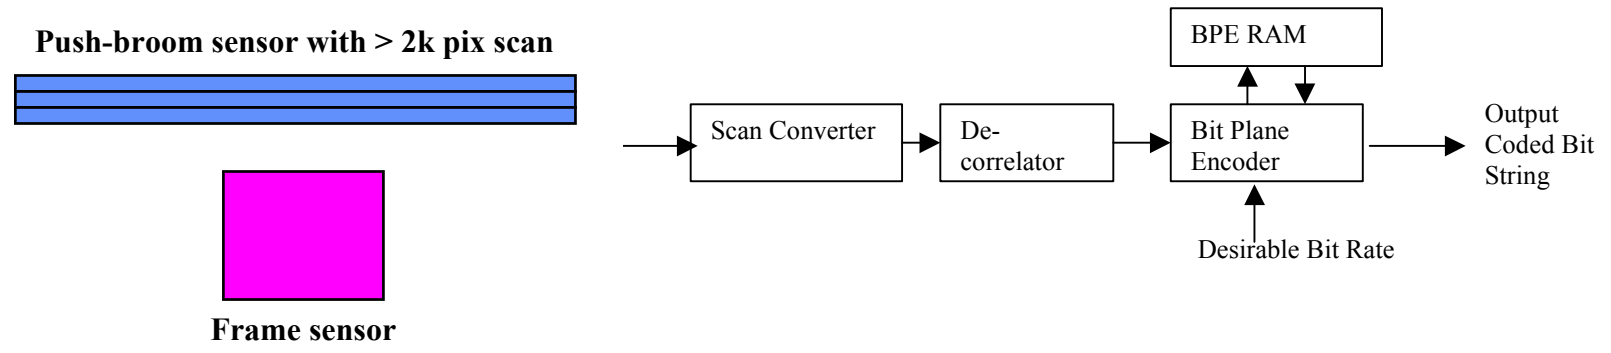 Push-broom sensor with > 2k pix scan
Frame sensor
Scan Converter
De-
correlator
BPE RAM
Bit Plane
Encoder
Desirable Bit Rate
Output
Coded Bit
String